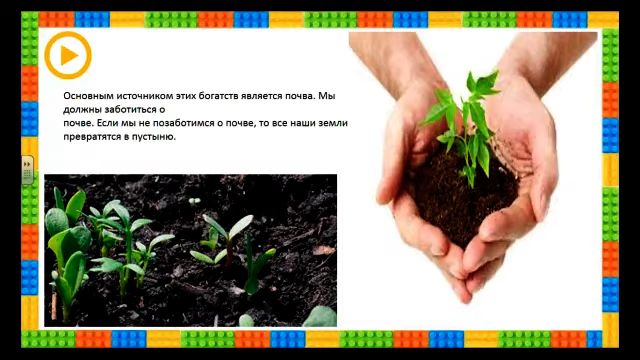 Основным источником этих богатств является почва. Мы
должны заботиться о
почве. Если мы не позаботимся о почве, то все наши земли
превратятся в пустыню.